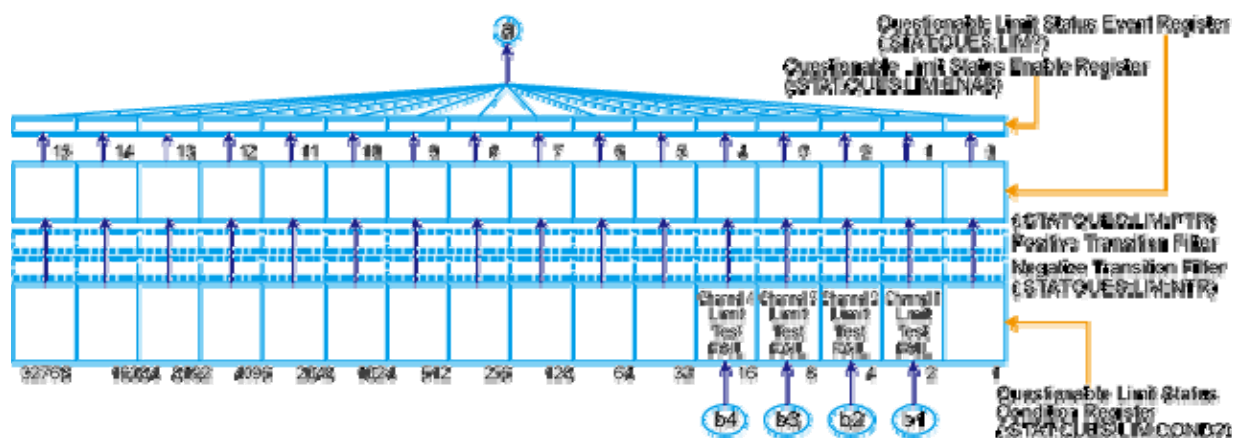 a
Questionable Limit Status Event Register
(:STAT:QUES:LIM?)
Questionable Limit Status Enable Register
(:STAT:QUES:LIM:ENAB)
15 14 13 12 11 10 9 8 7 6 5 4 3 2 1
(:STAT:QUES:LIM:PTR)
Positive Transition Filter
Negatize Transition Filter
(:STAT:QUES:LIM:NTR)
Channel 4 Limit Test FAIL
Channel 3 Limit Test FAIL
Channel 2 Limit Test FAIL
Channel 1 Limit Test FAIL
32768 8192 4096 2048 1024 512 256 128 64 32 16 8 4 2 1
b4 b3 b2 b1
Questionable Limit Status
Condition Register